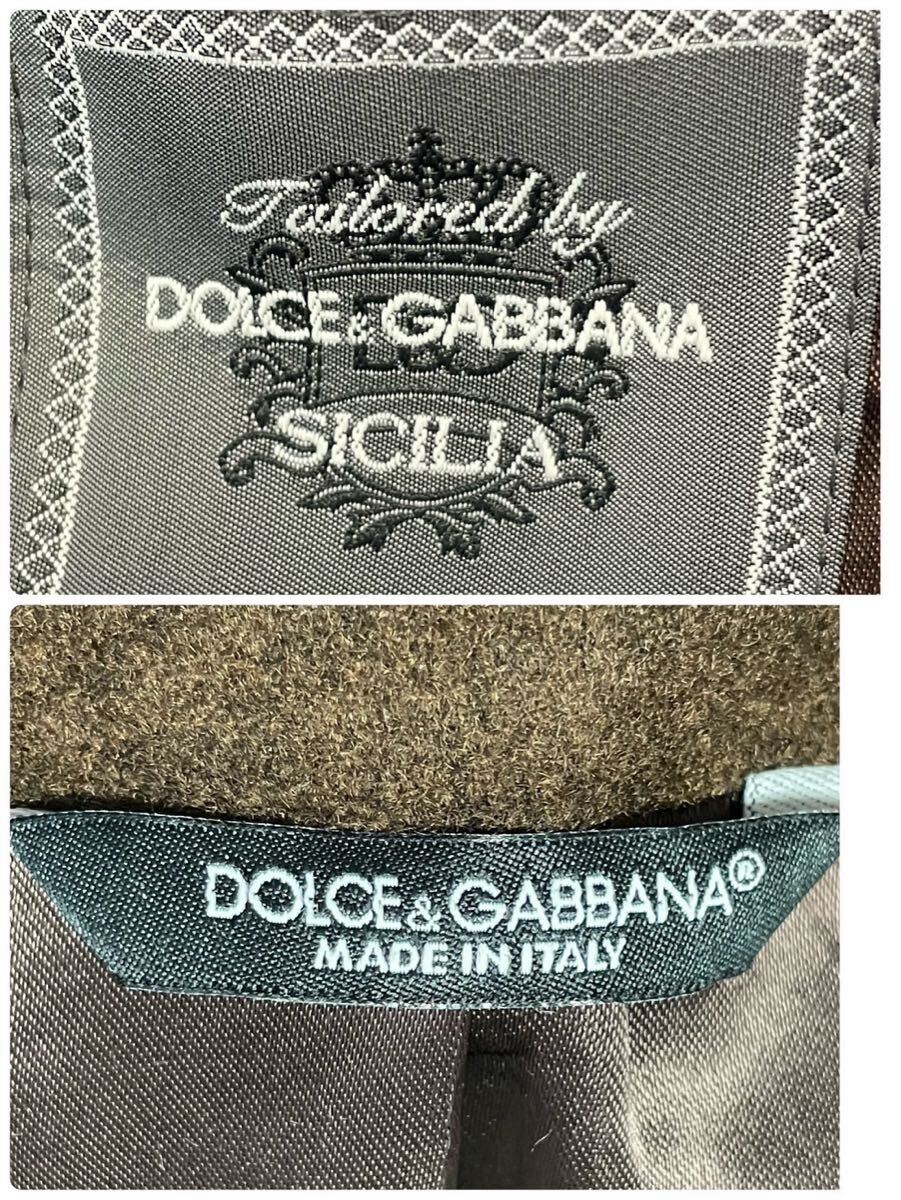 Tailored by
DOLCE & GABBANA
SICILIA
DOLCE & GABBANA®
MADE IN ITALY